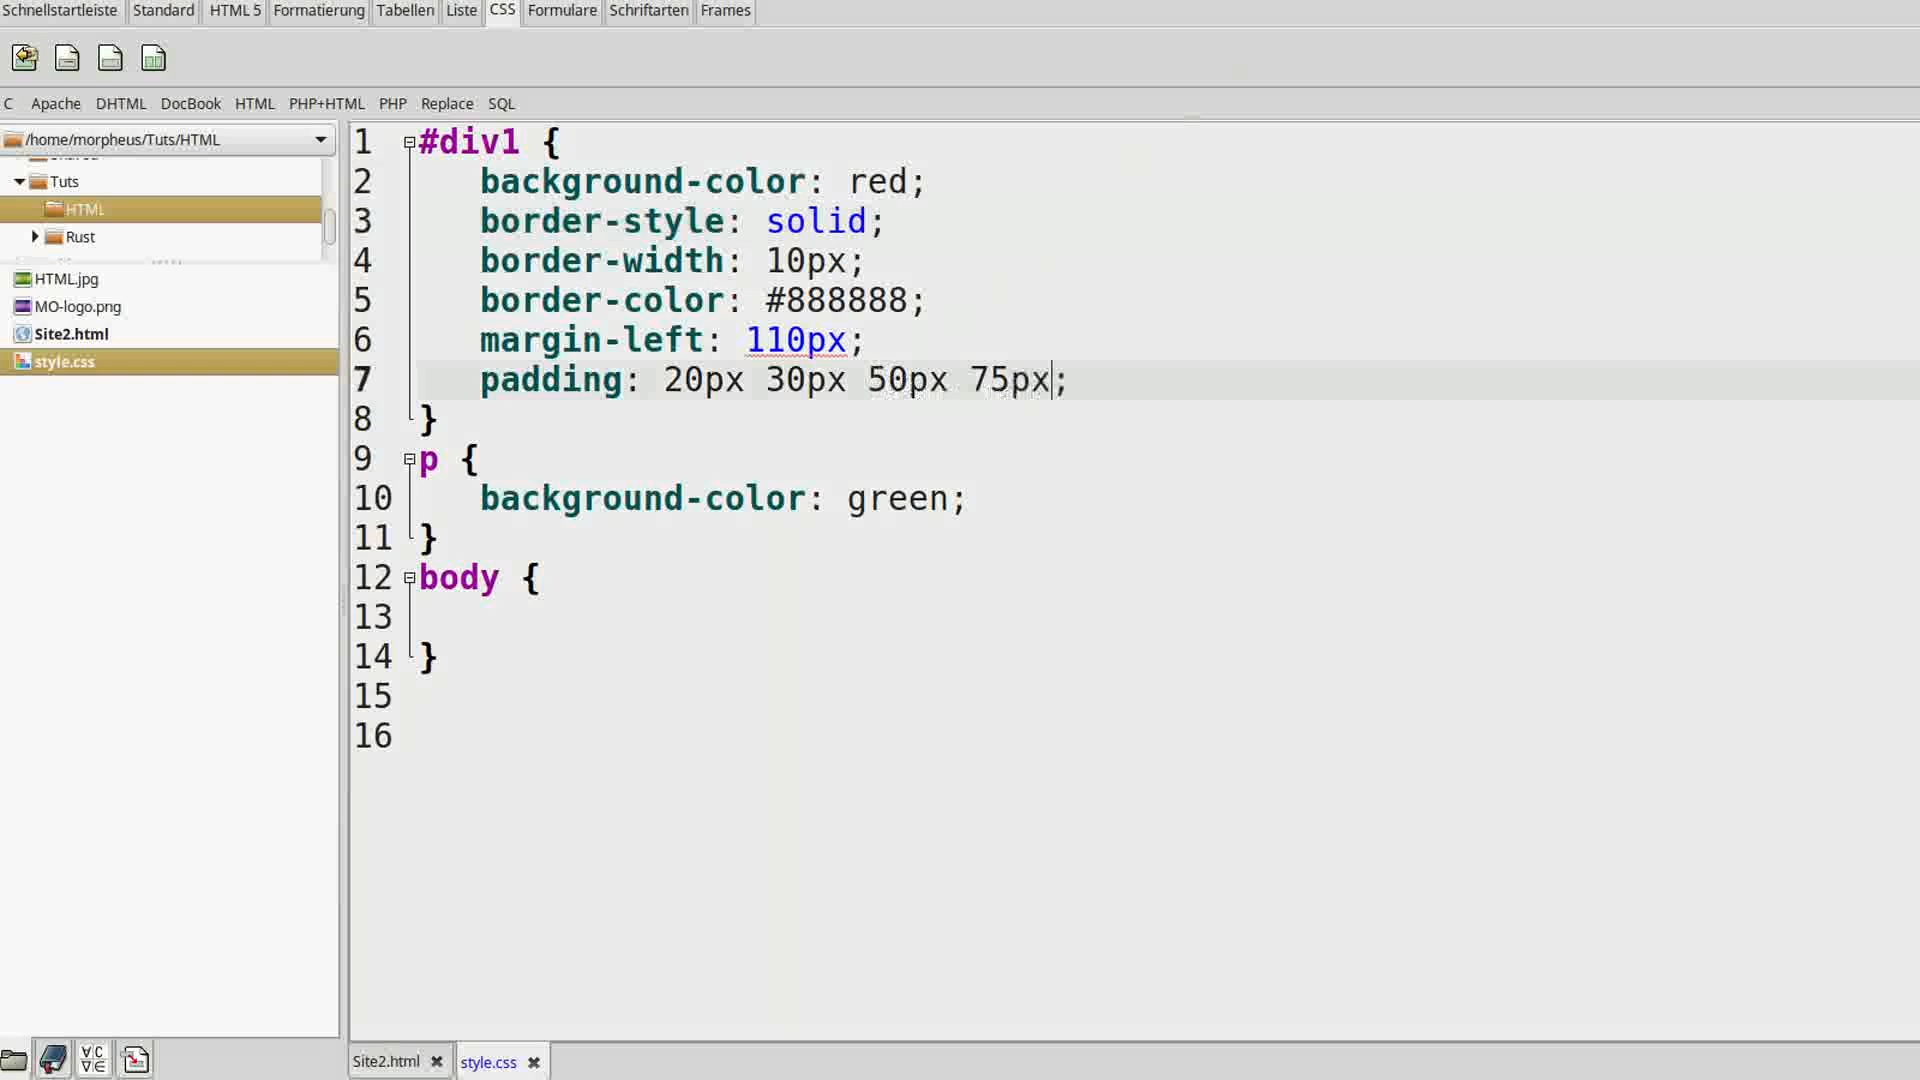 Schnellstartleiste Standard HTML 5 Formatierung Tabellen Liste CSS Formulare Schriftarten Frames
C Apache DHTML DocBook HTML PHP+HTML PHP Replace SQL
/home/morpheus/Tuts/HTML
Tuts
HTML
Rust
HTML.jpg
MO-logo.png
Site2.html
style.css
1 #div1 {
2 background-color: red;
3 border-style: solid;
4 border-width: 10px;
5 border-color: #888888;
6 margin-left: 110px;
7 padding: 20px 30px 50px 75px;
8 }
9 p {
10 background-color: green;
11 }
12 body {
13
14 }
15
16
Site2.html style.css